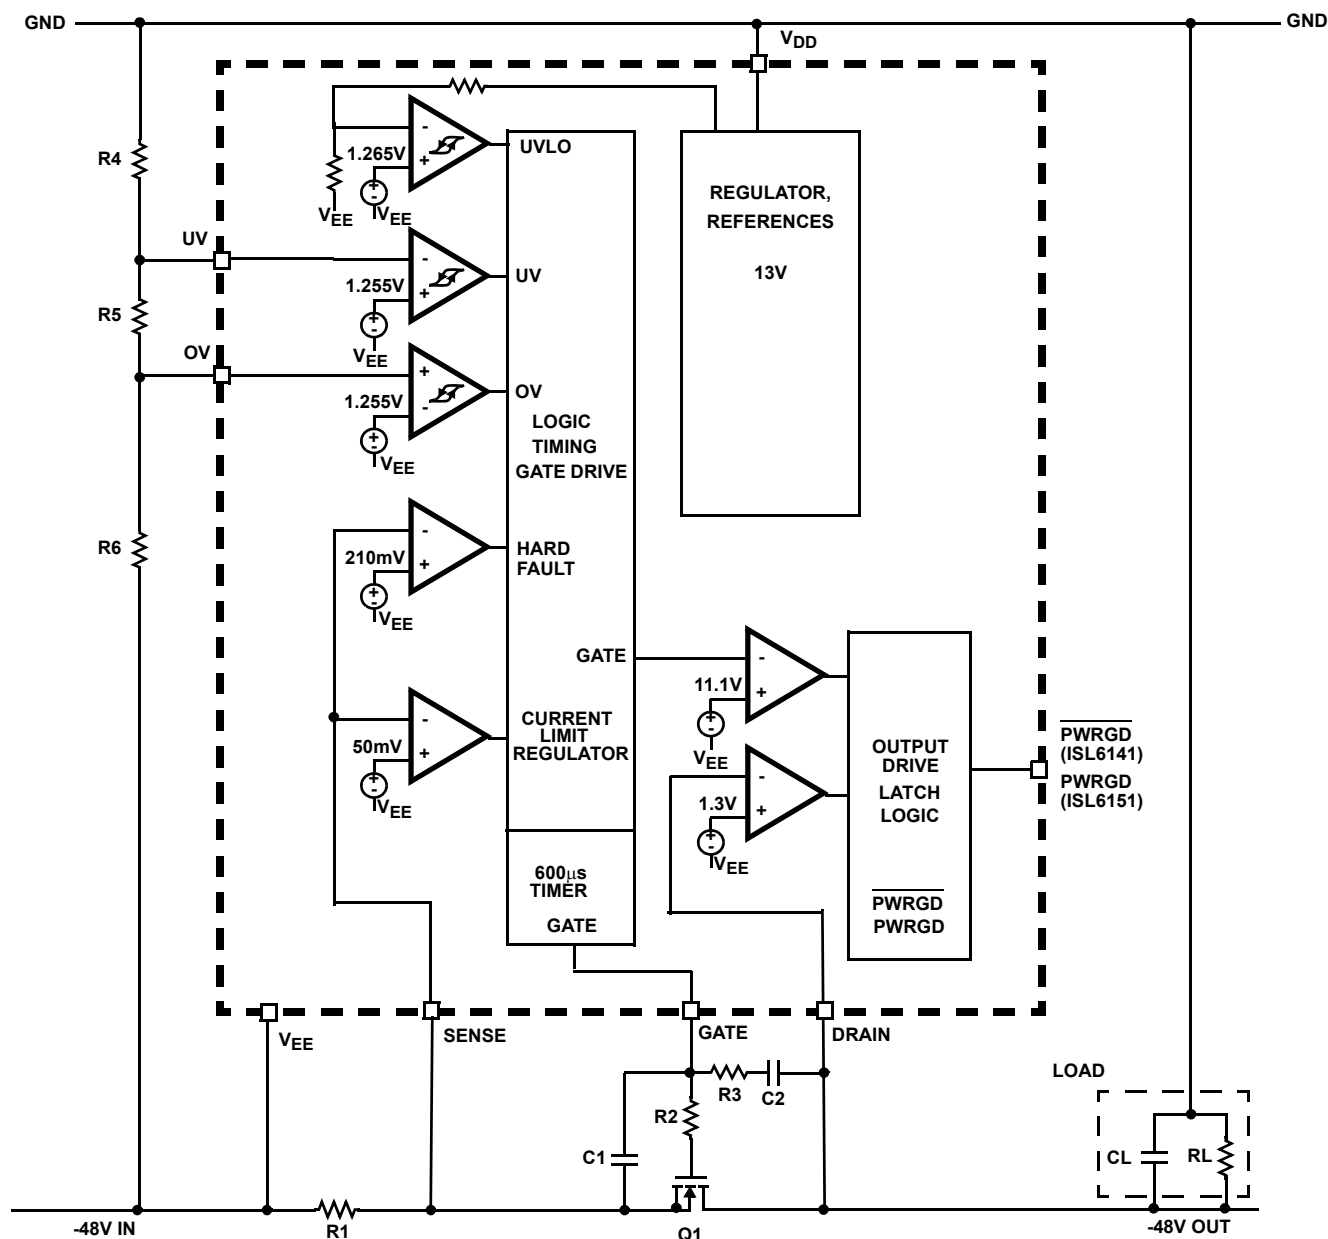 GND
GND
VDD
R4
1.265V
-
+
UVLO
+
-
VEE
VEE
REGULATOR,
REFERENCES
13V
UV
-
UV
1.255V
+
+
-
VEE
R5
OV
+
1.255V
-
OV
+
-
VEE
LOGIC
TIMING
GATE DRIVE
R6
-
210mV
+
HARD
FAULT
+
-
VEE
GATE
-
11.1V
+
+
-
VEE
-
50mV
+
CURRENT
LIMIT
REGULATOR
+
-
VEE
-
1.3V
+
+
-
VEE
OUTPUT
DRIVE
LATCH
LOGIC
PWRGD
(ISL6141)
PWRGD
(ISL6151)
600μs
TIMER
GATE
PWRGD
PWRGD
VEE
SENSE
GATE
DRAIN
R3
C2
R2
C1
LOAD
CL
RL
-48V IN
R1
Q1
-48V OUT